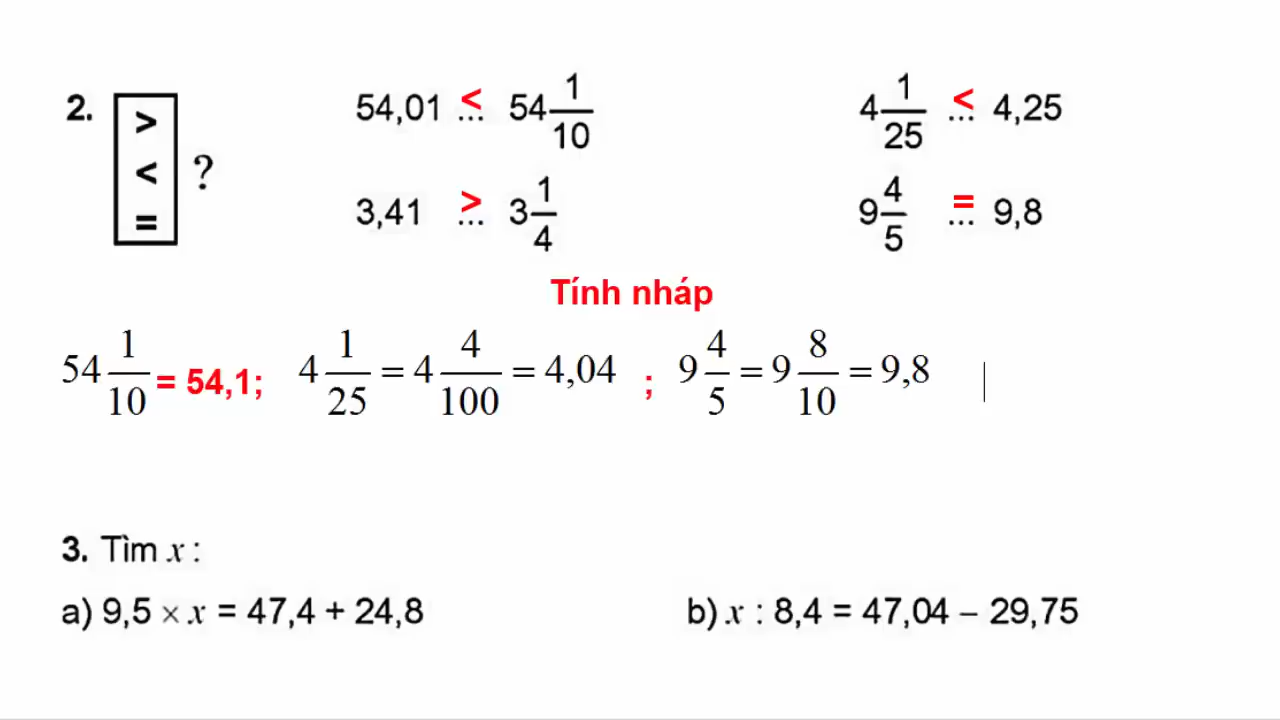 2. > < = ?
54,01 < ... 54 1/10    4 1/25 < ... 4,25
3,41 > ... 3 1/4    9 4/5 = ... 9,8
Tính nháp
54 1/10 = 54,1; 4 1/25 = 4 4/100 = 4,04 ; 9 4/5 = 9 8/10 = 9,8
3. Tìm x :
a) 9,5 × x = 47,4 + 24,8    b) x : 8,4 = 47,04 – 29,75